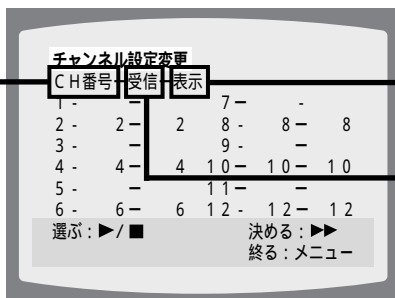 チャンネル設定変更
CH番号 - 受信 - 表示
1 - － 7 － -
2 - 2 － 2 8 - 8 － 8
3 - － 9 - －
4 - 4 － 4 10 － 10 － 10
5 - － 11 － －
6 - 6 － 6 12 - 12 － 12
選ぶ：▶/■ 決める：▶▶
終る：メニュー